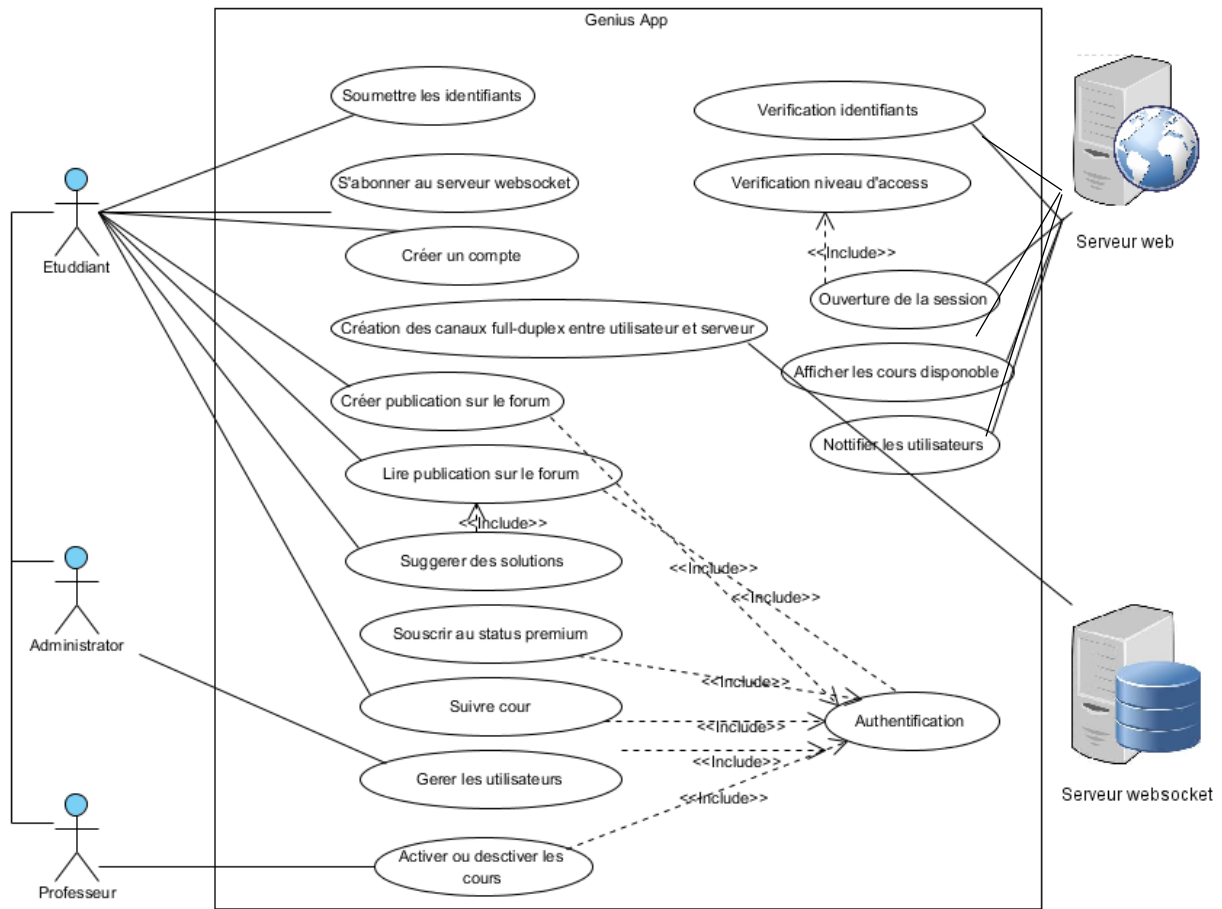 Genius App
Soumettre les identifiants
Verification identifiants
S'abonner au serveur websocket
Verification niveau d'access
Serveur web
Etuddiant
Créer un compte
<<Include>>
Ouverture de la session
Création des canaux full-duplex entre utilisateur et serveur
Afficher les cours disponoble
Créer publication sur le forum
Nottifier les utilisateurs
Lire publication sur le forum
<<Include>>
Suggerer des solutions
<<Include>>
<<Include>>
Souscrir au status premium
Administrator
<<Include>>
Suivre cour
Authentification
<<Include>>
<<Include>>
Gerer les utilisateurs
Serveur websocket
<<Include>>
Activer ou desctiver les
cours
Professeur